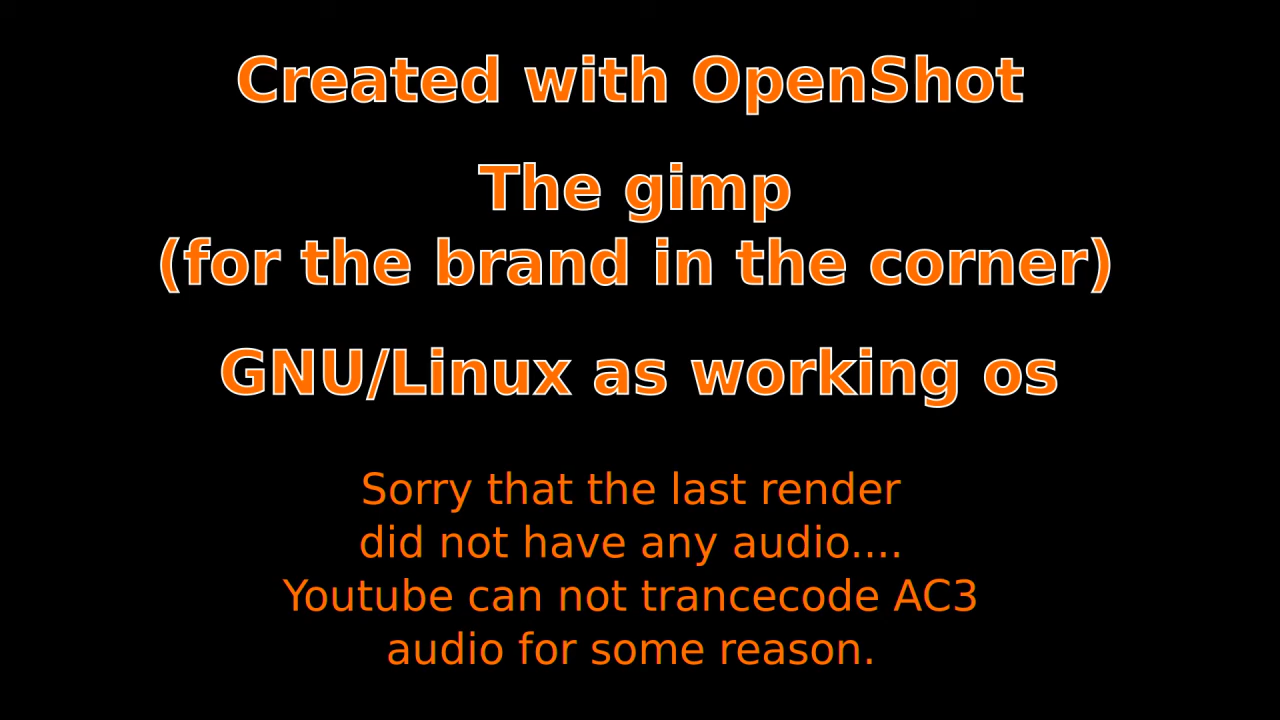 Created with OpenShot
The gimp
(for the brand in the corner)
GNU/Linux as working os
Sorry that the last render
did not have any audio....
Youtube can not trancecode AC3
audio for some reason.